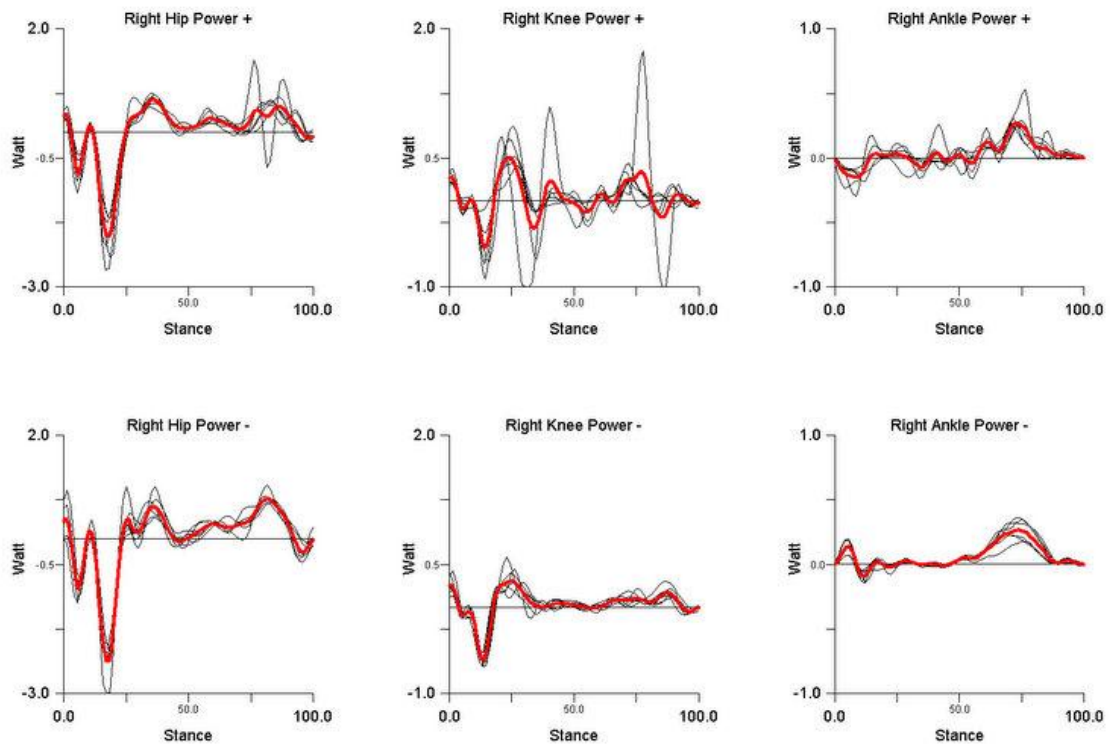 Right Hip Power +
2.0
Watt
-0.5
-3.0
0.0
50.0
100.0
Stance
Right Knee Power +
2.0
Watt
0.5
-1.0
0.0
50.0
100.0
Stance
Right Ankle Power +
1.0
Watt
0.0
-1.0
0.0
50.0
100.0
Stance
Right Hip Power -
2.0
Watt
-0.5
-3.0
0.0
50.0
100.0
Stance
Right Knee Power -
2.0
Watt
0.5
-1.0
0.0
50.0
100.0
Stance
Right Ankle Power -
1.0
Watt
0.0
-1.0
0.0
50.0
100.0
Stance